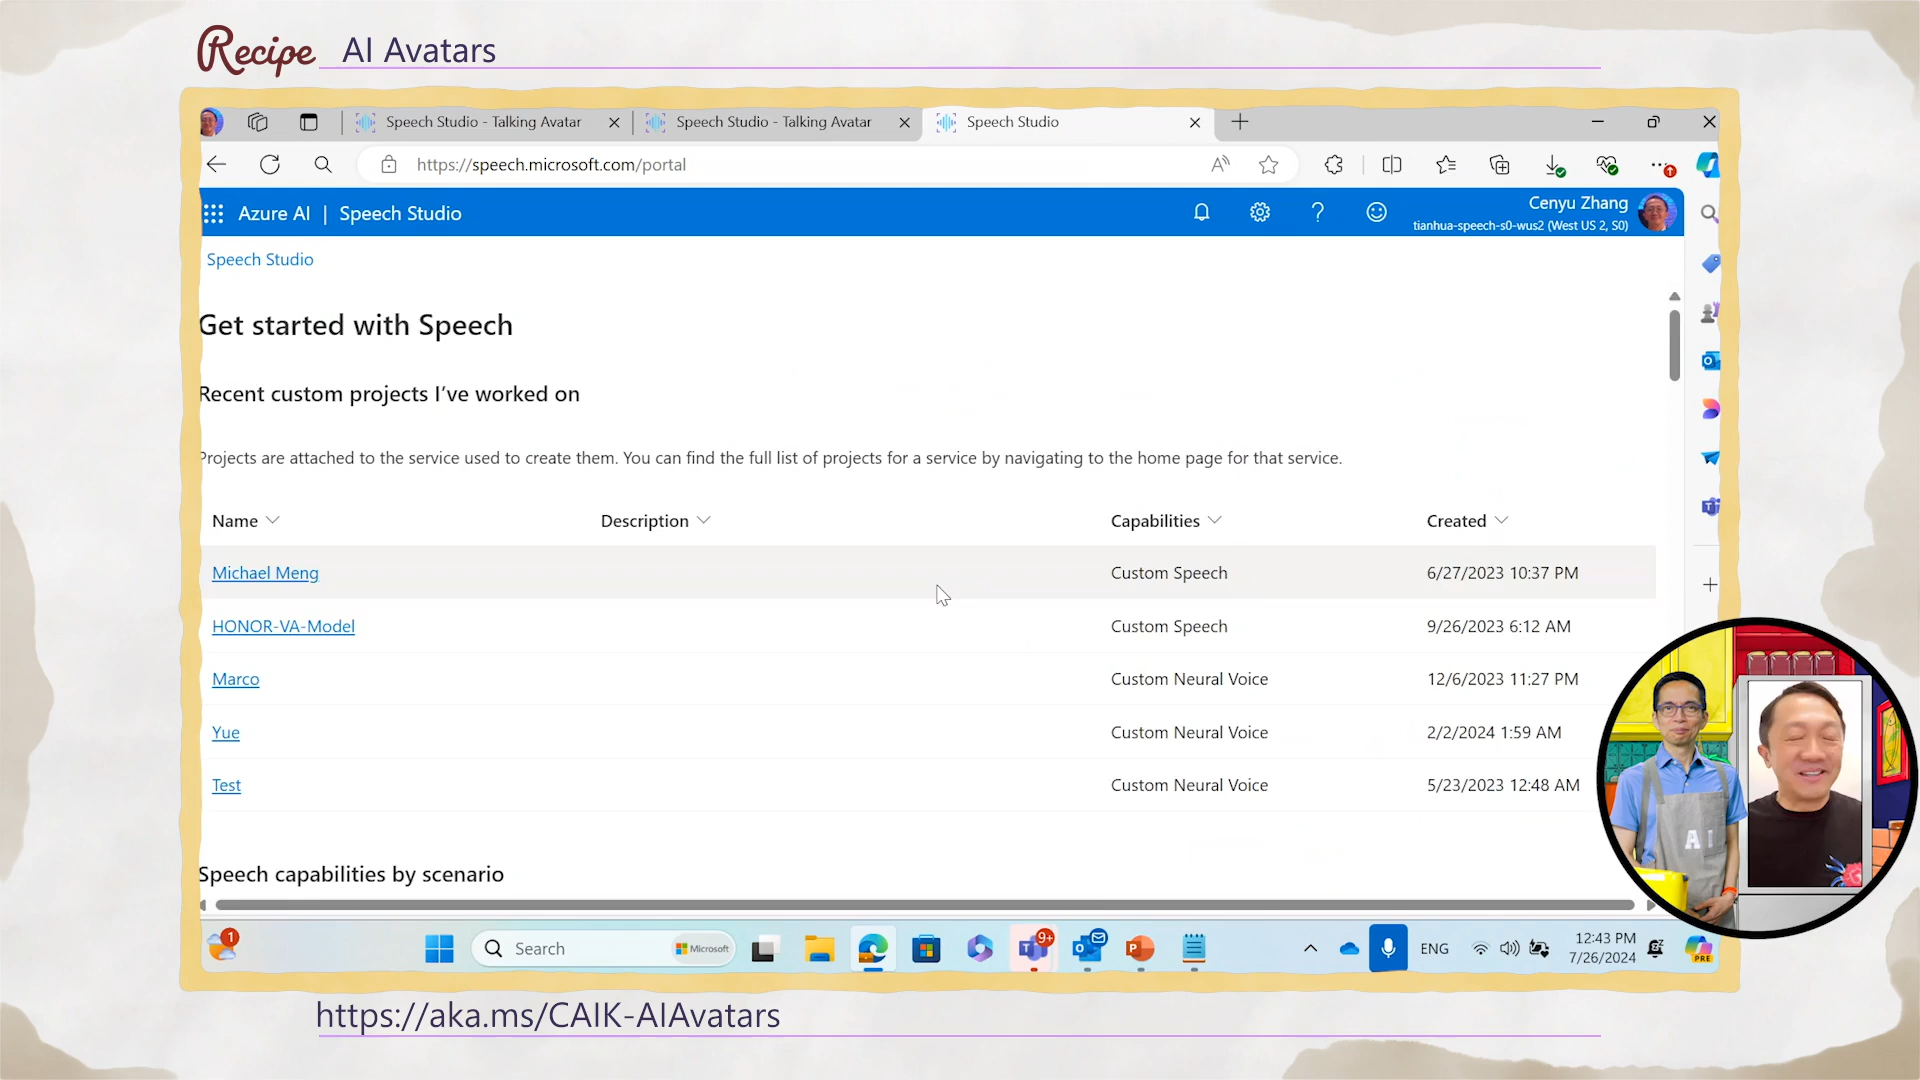 Recipe AI Avatars
Speech Studio - Talking Avatar Speech Studio - Talking Avatar Speech Studio
https://speech.microsoft.com/portal
Azure AI | Speech Studio
Cenyu Zhang
tianhua-speech-s0-wus2 (West US 2, S0)
Speech Studio
Get started with Speech
Recent custom projects I've worked on
Projects are attached to the service used to create them. You can find the full list of projects for a service by navigating to the home page for that service.
Name Description Capabilities Created
Michael Meng Custom Speech 6/27/2023 10:37 PM
HONOR-VA-Model Custom Speech 9/26/2023 6:12 AM
Marco Custom Neural Voice 12/6/2023 11:27 PM
Yue Custom Neural Voice 2/2/2024 1:59 AM
Test Custom Neural Voice 5/23/2023 12:48 AM
AI
Speech capabilities by scenario
1 Search Microsoft 9+ ENG 12:43 PM
7/26/2024 PRE
https://aka.ms/CAIK-AIAvatars